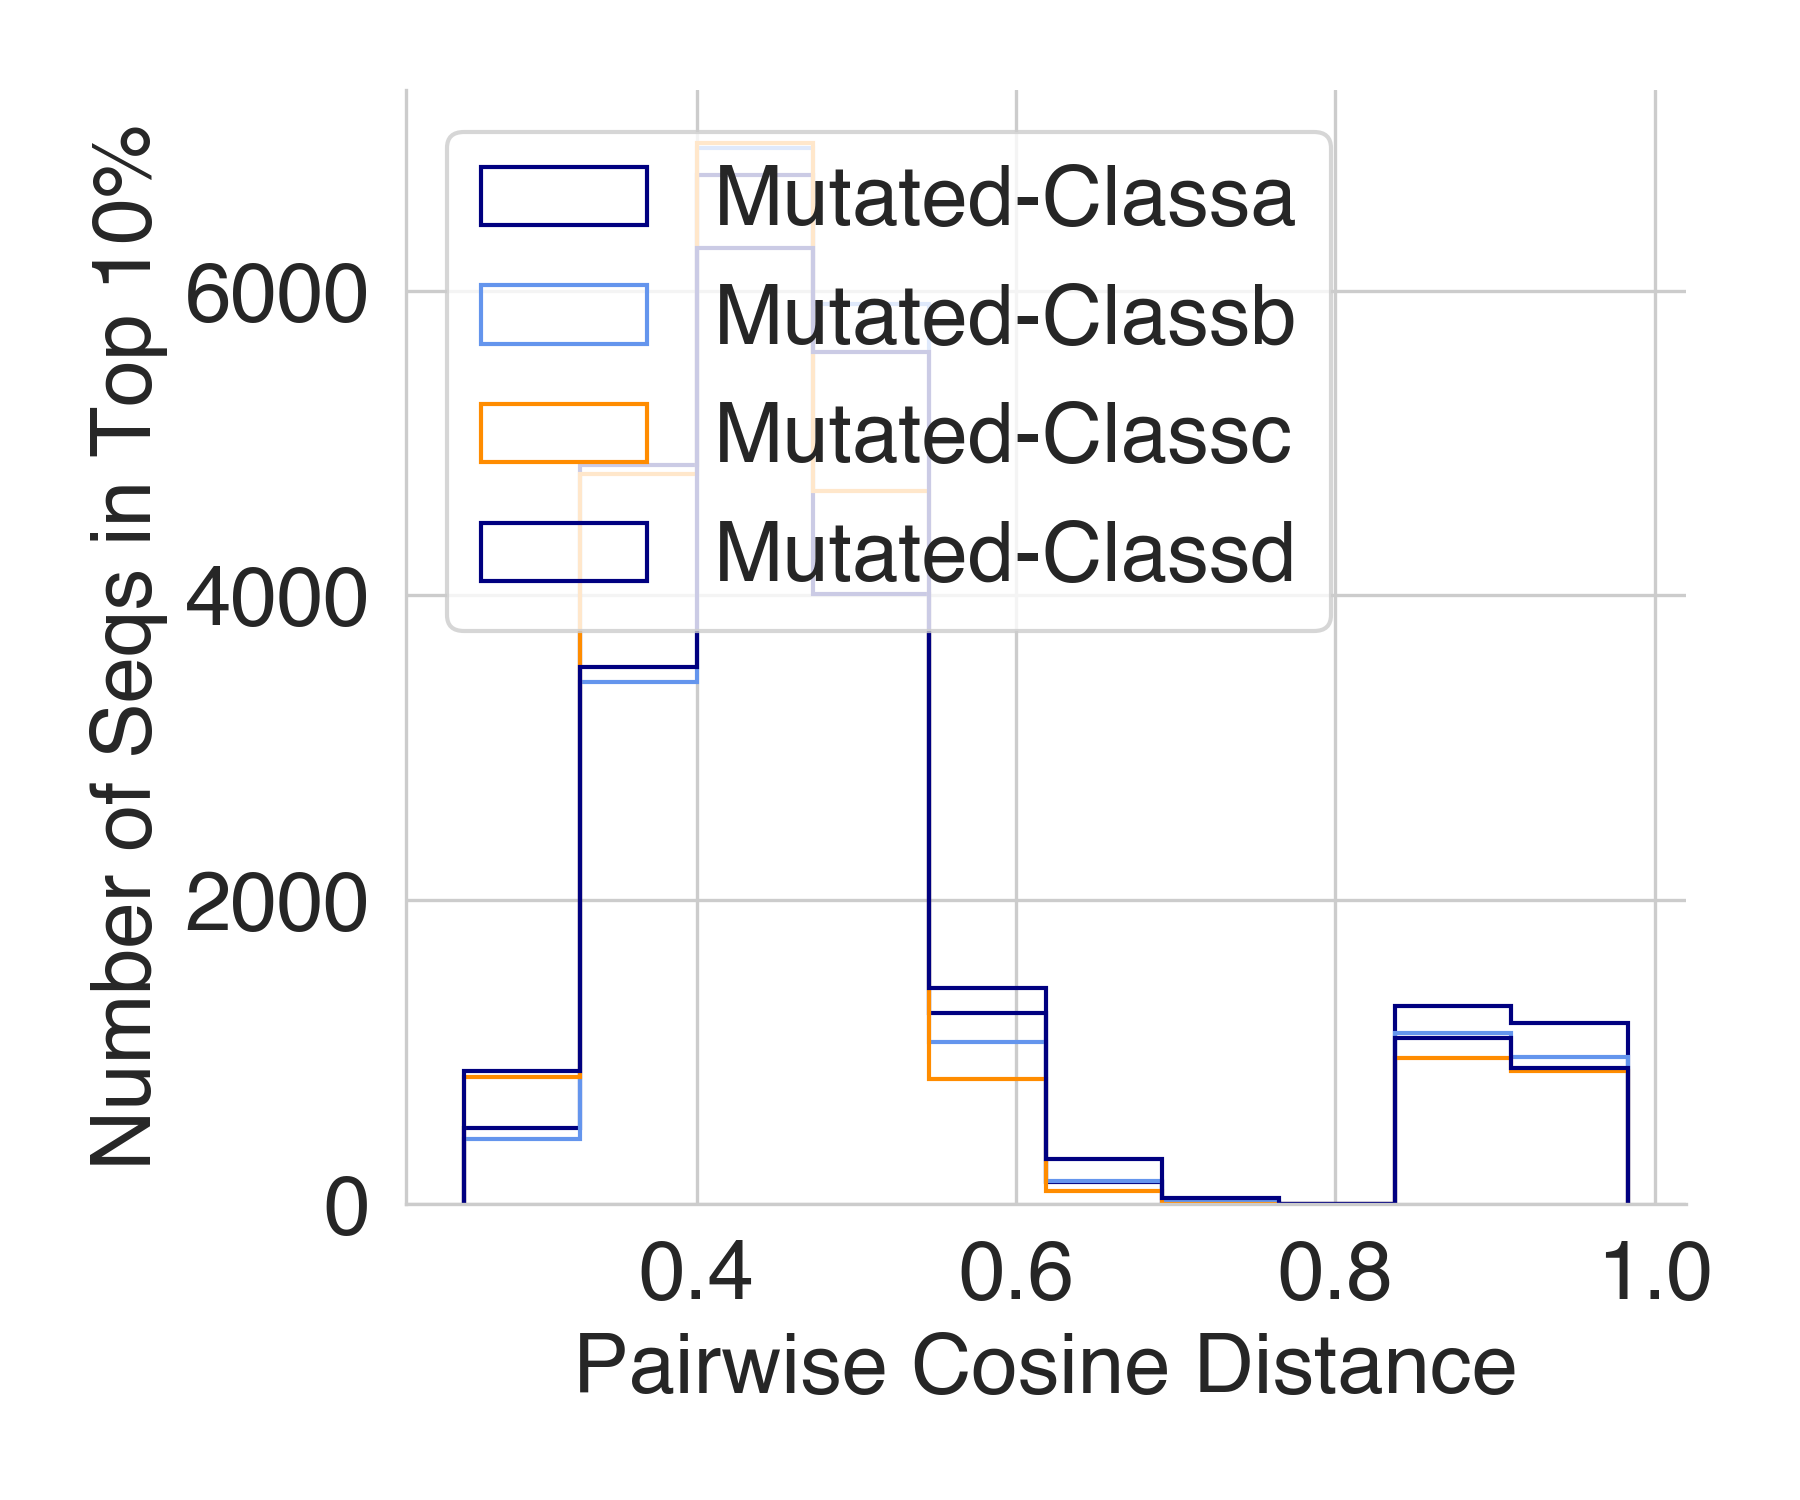 Number of Seqs in Top 10%
6000
4000
2000
0
Mutated-Classa
Mutated-Classb
Mutated-Classc
Mutated-Classd
0.4
0.6
0.8
1.0
Pairwise Cosine Distance